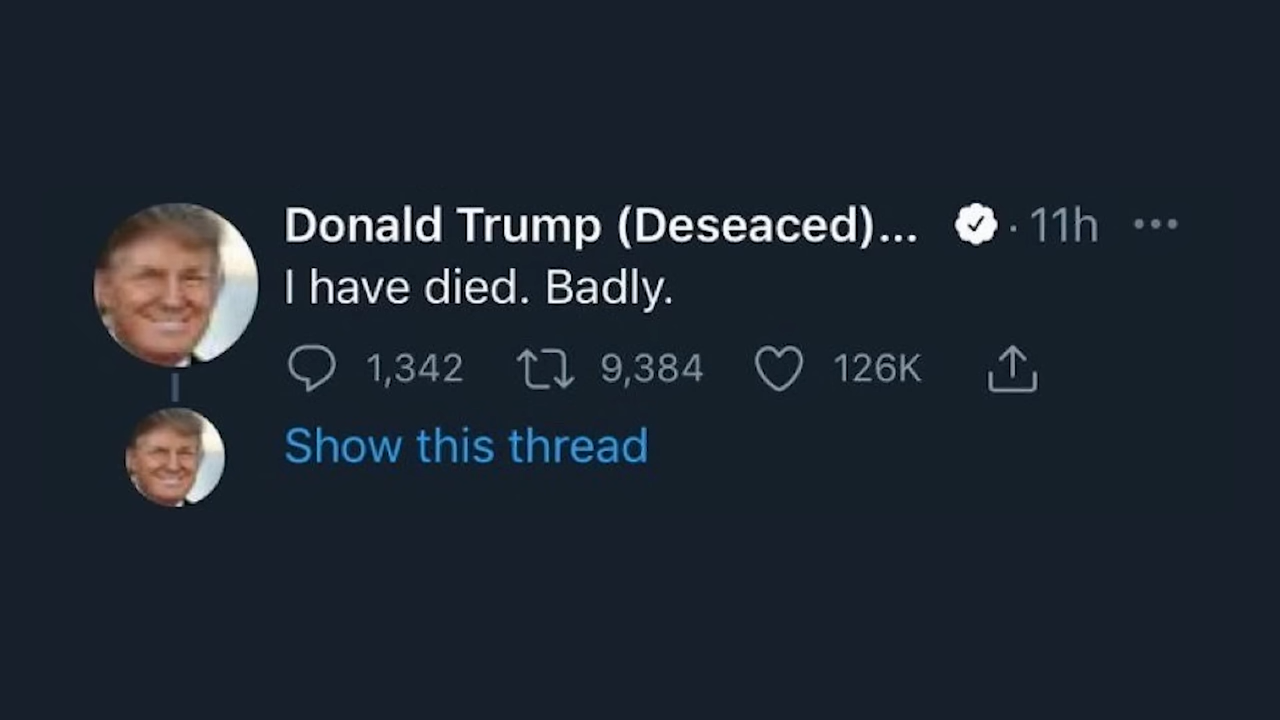 Donald Trump (Deseaced)... · 11h ...
I have died. Badly.
1,342 9,384 126K
Show this thread